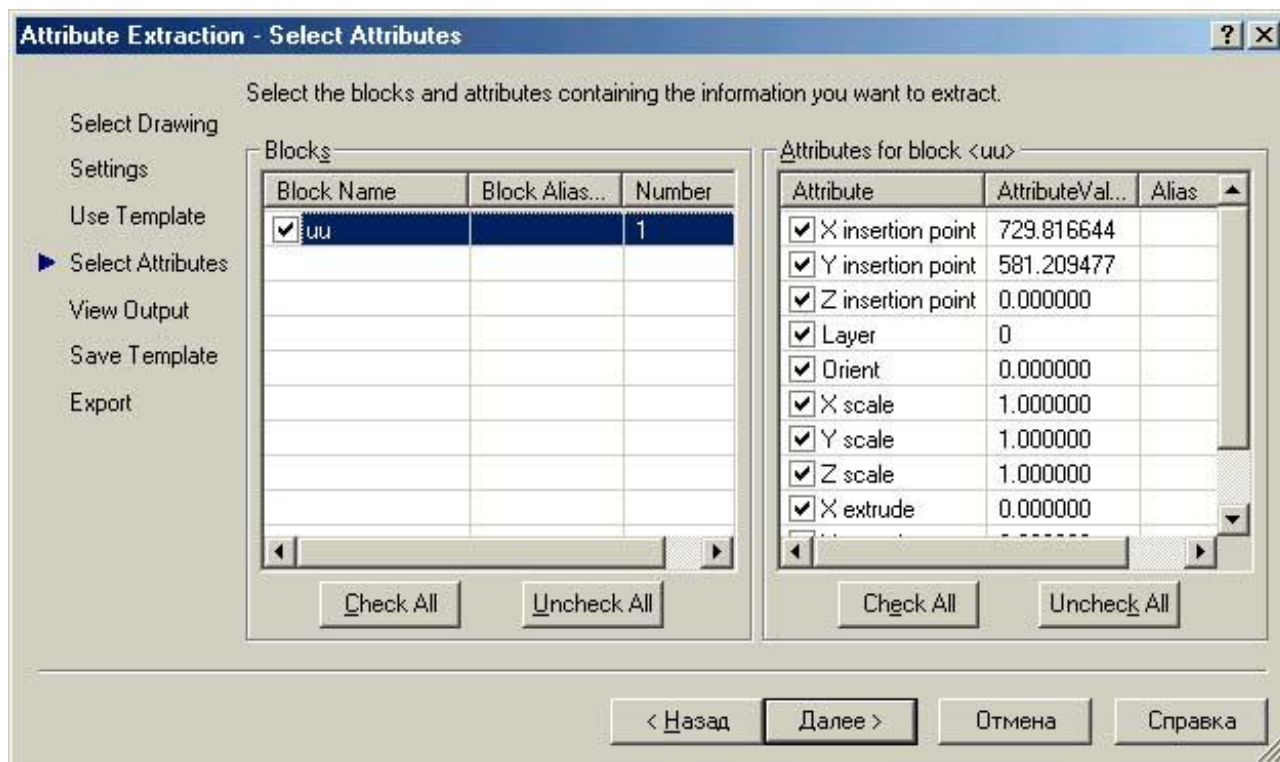 Attribute Extraction - Select Attributes
Select the blocks and attributes containing the information you want to extract.
Select Drawing
Settings
Use Template
Select Attributes
View Output
Save Template
Export
Blocks
Block Name Block Alias... Number
uu 1
Check All Uncheck All
Attributes for block <uu>
Attribute AttributeVal... Alias
X insertion point 729.816644
Y insertion point 581.209477
Z insertion point 0.000000
Layer 0
Orient 0.000000
X scale 1.000000
Y scale 1.000000
Z scale 1.000000
X extrude 0.000000
Check All Uncheck All
< Назад Далее > Отмена Справка